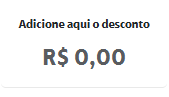 Adicione aqui o desconto
R$ 0,00